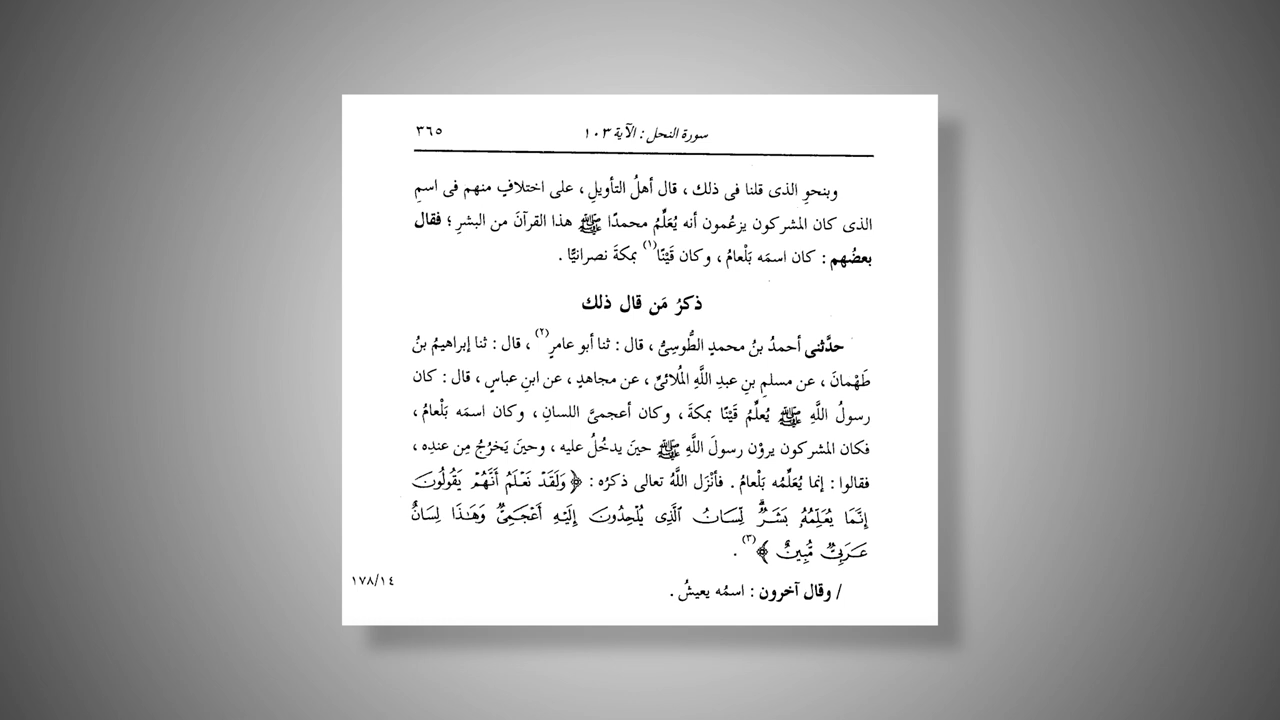 سورة النحل : الآية ١٠٣ ٣٦٥
وبنحوِ الذى قلنا فى ذلك ، قال أهلُ التأويلِ ، على اختلافٍ منهم فى اسمِ
الذى كان المشركون يزعُمون أنه يُعَلِّمُ محمدًا ﷺ هذا القرآنَ من البشرِ ؛ فقال
بعضُهم : كان اسمَه بَلْعامُ ، وكان قَيْنًا(١) بمكةَ نصرانيًّا .
ذكرُ مَن قال ذلك
حدَّثنى أحمدُ بنُ محمدٍ الطُّوسِىُّ ، قال : ثنا أبو عامرٍ(٢) ، قال : ثنا إبراهيمُ بنُ
طَهْمانَ ، عن مسلمِ بنِ عبدِ اللَّهِ المُلائىِّ ، عن مجاهدٍ ، عن ابنِ عباسٍ ، قال : كان
رسولُ اللَّهِ ﷺ يُعلِّمُ قَيْنًا بمكةَ ، وكان أعجمىَّ اللسانِ ، وكان اسمَه بَلْعامُ ،
فكان المشركون يرَوْن رسولَ اللَّهِ ﷺ حينَ يدخُلُ عليه ، وحينَ يَخرُجُ مِن عندِه ،
فقالوا : إنما يُعَلِّمُه بَلْعامُ . فأنْزَل اللَّهُ تعالى ذكرُه : ﴿ وَلَقَدْ نَعْلَمُ أَنَّهُمْ يَقُولُونَ
إِنَّمَا يُعَلِّمُهُ بَشَرٌ لِّسَانُ الَّذِى يُلْحِدُونَ إِلَيْهِ أَعْجَمِىٌّ وَهَٰذَا لِسَانٌ
عَرَبِىٌّ مُّبِينٌ ﴾(٣) .
١٧٨/١٤
/ وقال آخرون : اسمُه يعيشُ .